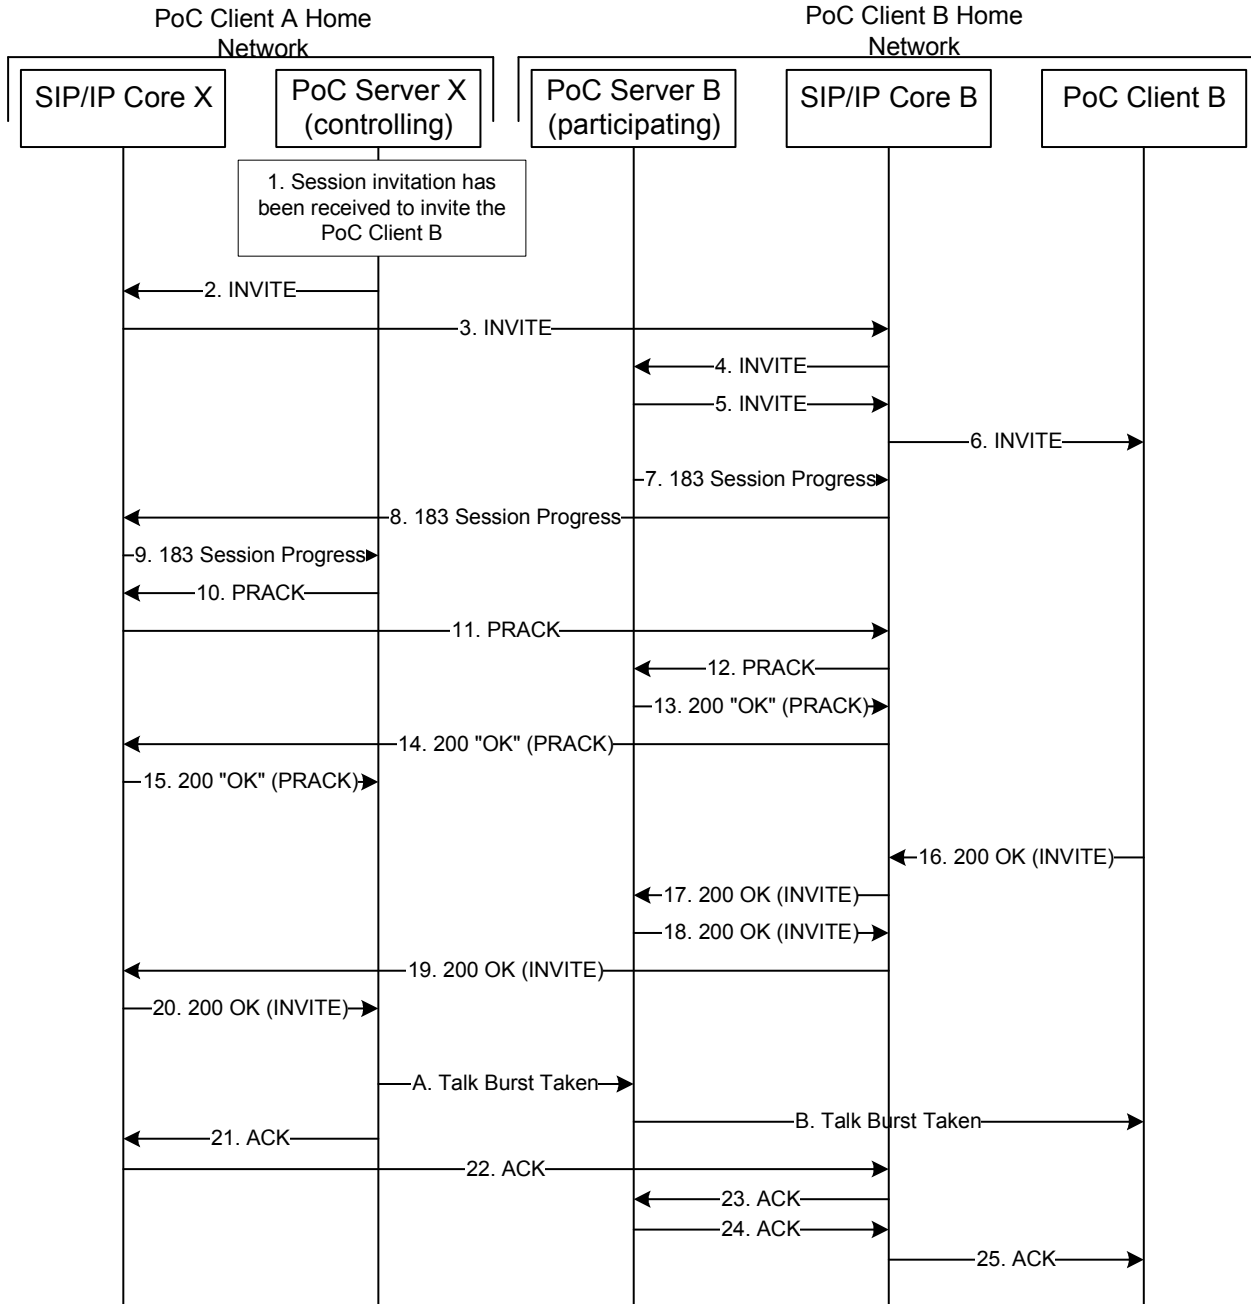 PoC Client A Home
Network
PoC Client B Home
Network
SIP/IP Core X
PoC Server X
(controlling)
PoC Server B
(participating)
SIP/IP Core B
PoC Client B
1. Session invitation has
been received to invite the
PoC Client B
2. INVITE
3. INVITE
4. INVITE
5. INVITE
6. INVITE
7. 183 Session Progress
8. 183 Session Progress
9. 183 Session Progress
10. PRACK
11. PRACK
12. PRACK
13. 200 "OK" (PRACK)
14. 200 "OK" (PRACK)
15. 200 "OK" (PRACK)
16. 200 OK (INVITE)
17. 200 OK (INVITE)
18. 200 OK (INVITE)
19. 200 OK (INVITE)
20. 200 OK (INVITE)
A. Talk Burst Taken
B. Talk Burst Taken
21. ACK
22. ACK
23. ACK
24. ACK
25. ACK